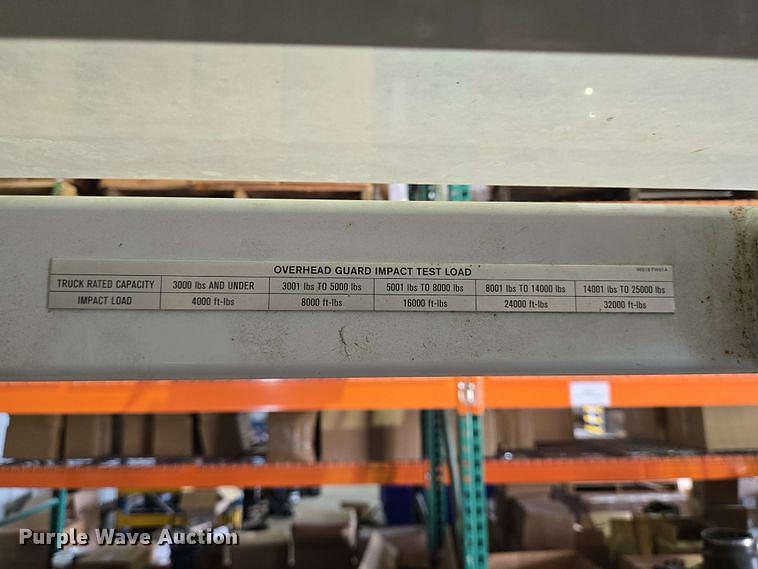 OVERHEAD GUARD IMPACT TEST LOAD
TRUCK RATED CAPACITY 3000 lbs AND UNDER 3001 lbs TO 5000 lbs 5001 lbs TO 8000 lbs 8001 lbs TO 14000 lbs 14001 lbs TO 25000 lbs
IMPACT LOAD 4000 ft-lbs 8000 ft-lbs 16000 ft-lbs 24000 ft-lbs 32000 ft-lbs
Purple Wave Auction